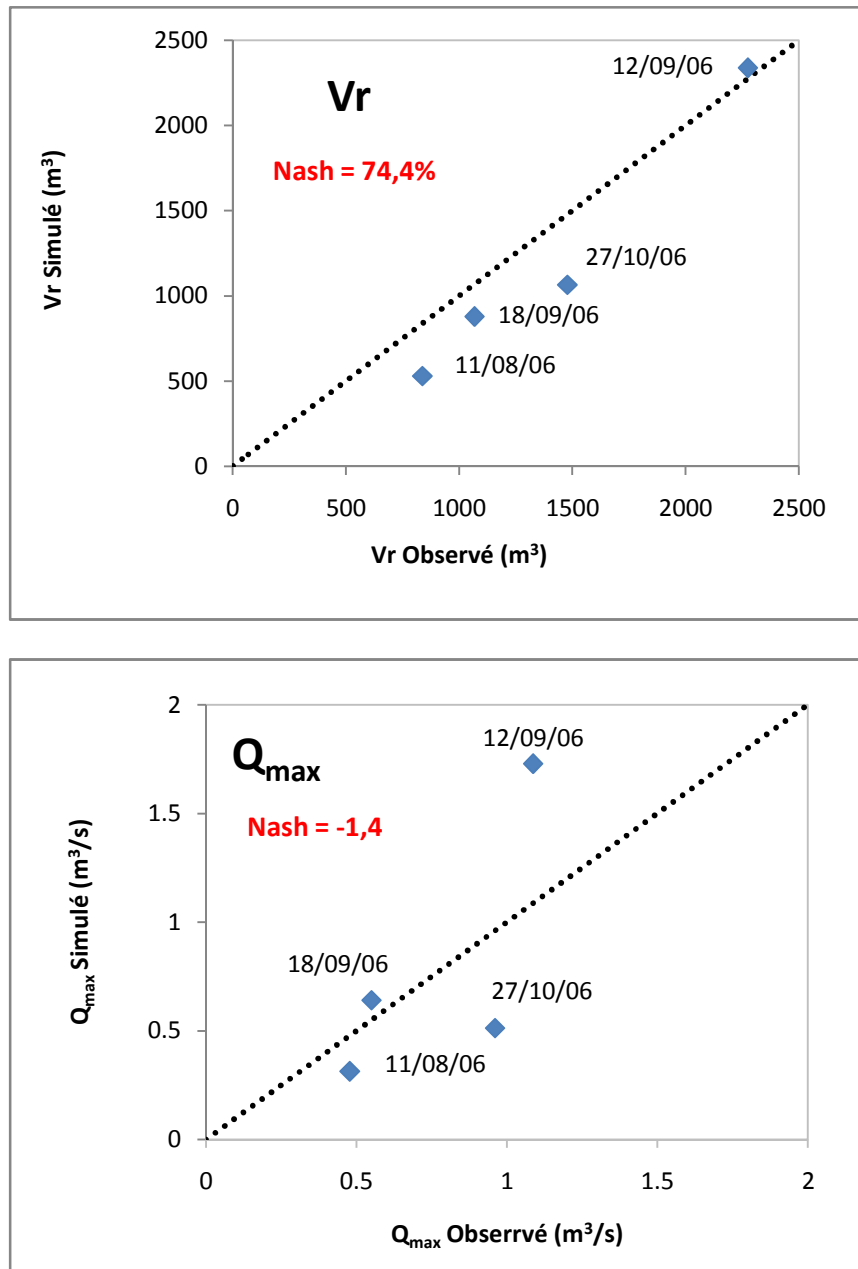 2500
2000
1500
1000
500
0
Vr Simulé (m³)
Vr
Nash = 74,4%
12/09/06
27/10/06
18/09/06
11/08/06
0 500 1000 1500 2000 2500
Vr Observé (m³)
2
1.5
1
0.5
0
Qmax Simulé (m³/s)
Qmax
Nash = -1,4
12/09/06
18/09/06
27/10/06
11/08/06
0 0.5 1 1.5 2
Qmax Obserrvé (m³/s)